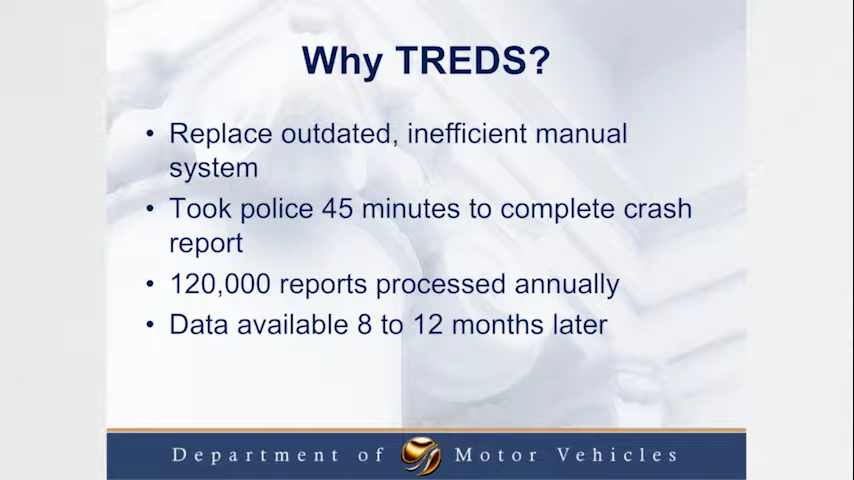 Why TREDS?
• Replace outdated, inefficient manual
system
• Took police 45 minutes to complete crash
report
• 120,000 reports processed annually
• Data available 8 to 12 months later
Department of Motor Vehicles